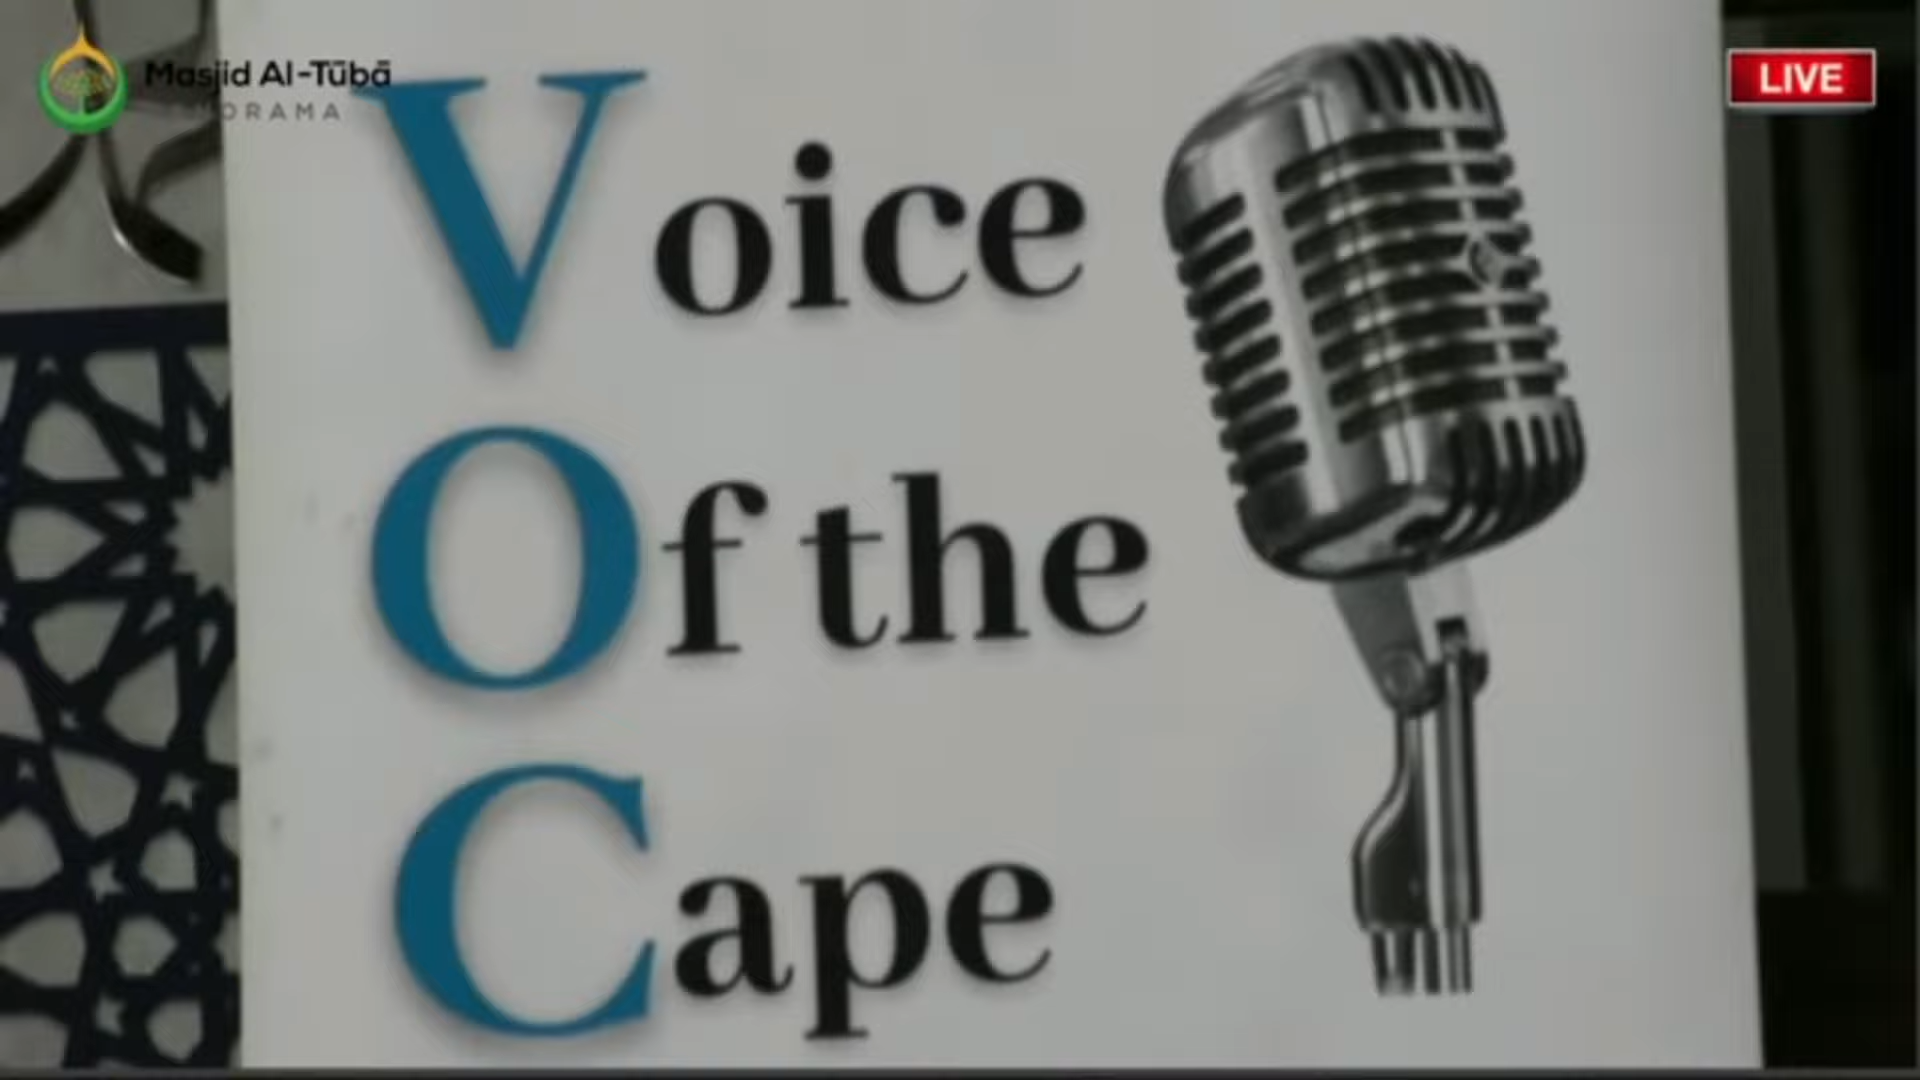 Masjid Al-Tūbā
LIVE
Voice
Of the
Cape